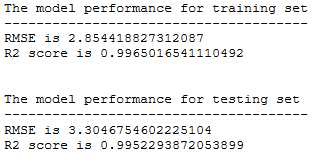 The model performance for training set
--------------------------------------
RMSE is 2.854418827312087
R2 score is 0.9965016541110492
The model performance for testing set
--------------------------------------
RMSE is 3.3046754602225104
R2 score is 0.9952293872053899